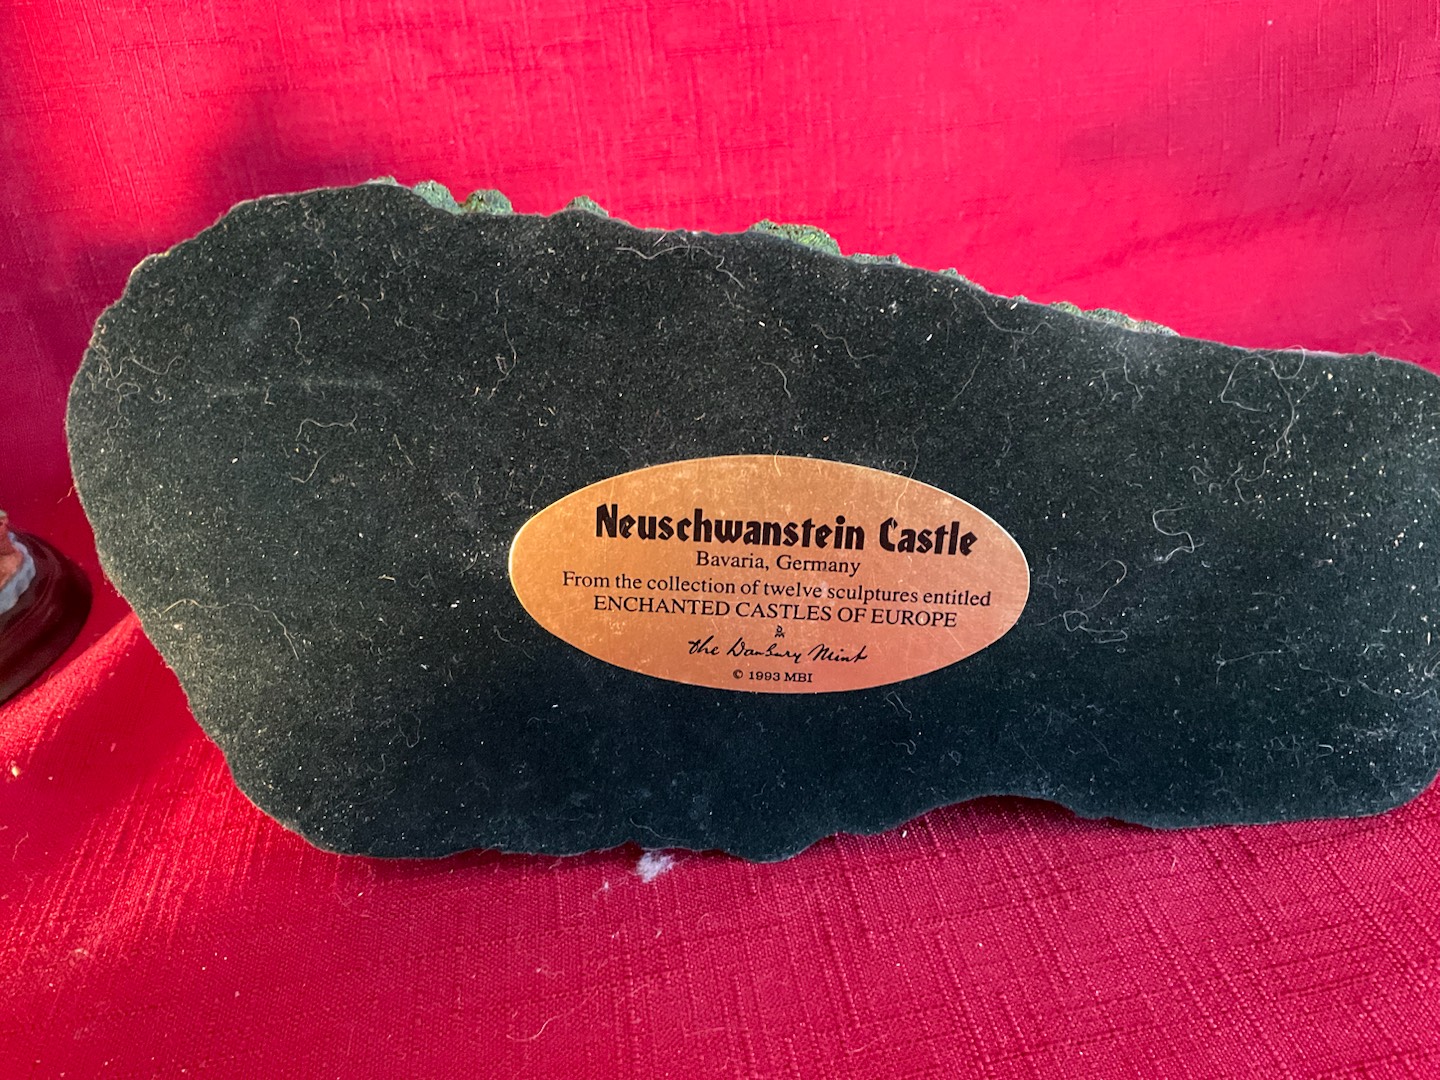 Neuschwanstein Castle
Bavaria, Germany
From the collection of twelve sculptures entitled
ENCHANTED CASTLES OF EUROPE
DM
the Danbury Mint
© 1993 MBI